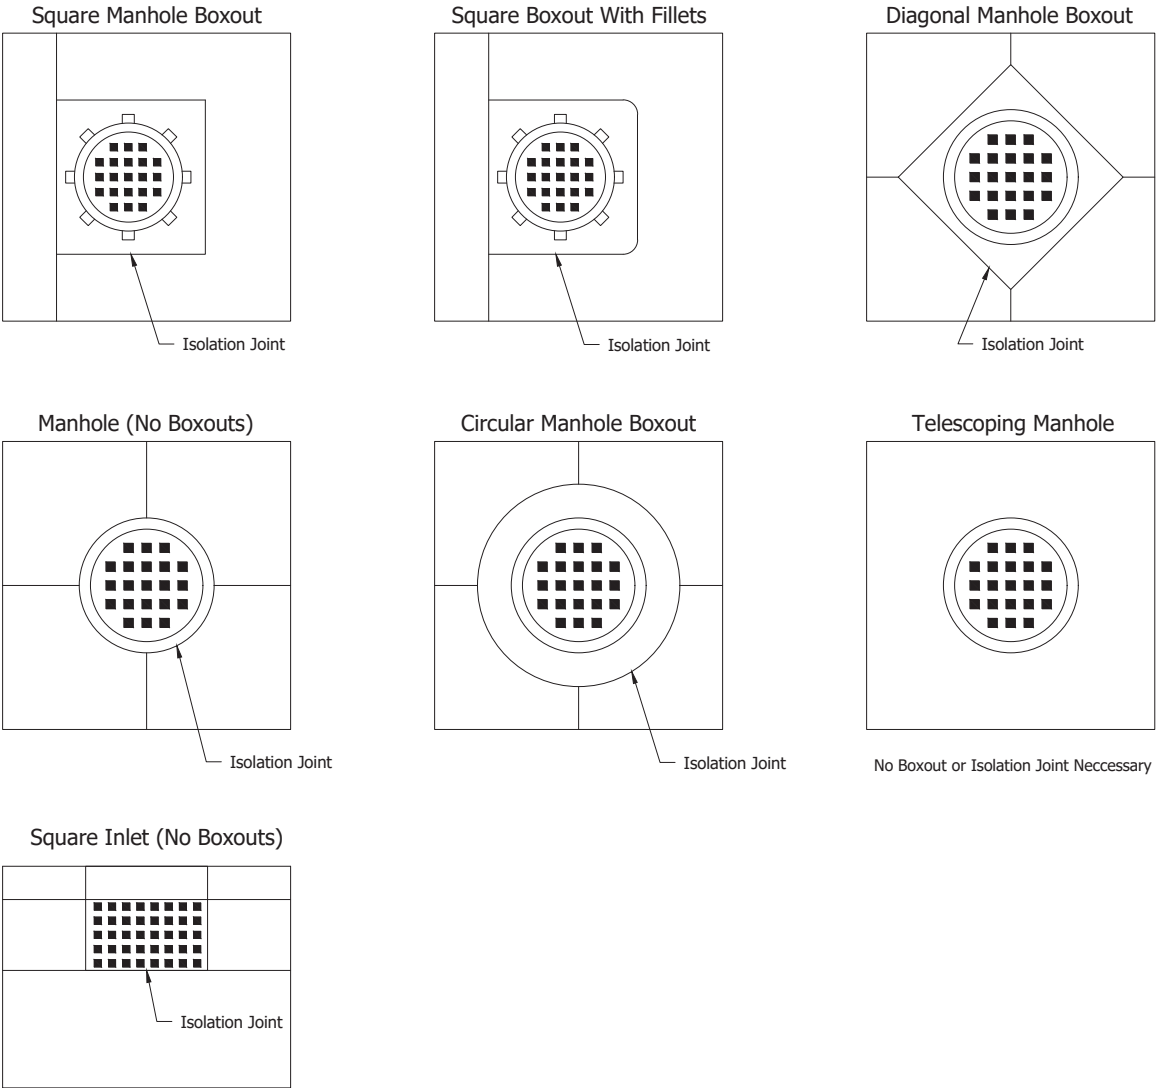 Square Manhole Boxout
Square Boxout With Fillets
Diagonal Manhole Boxout
Isolation Joint
Isolation Joint
Isolation Joint
Manhole (No Boxouts)
Circular Manhole Boxout
Telescoping Manhole
Isolation Joint
Isolation Joint
No Boxout or Isolation Joint Neccessary
Square Inlet (No Boxouts)
Isolation Joint